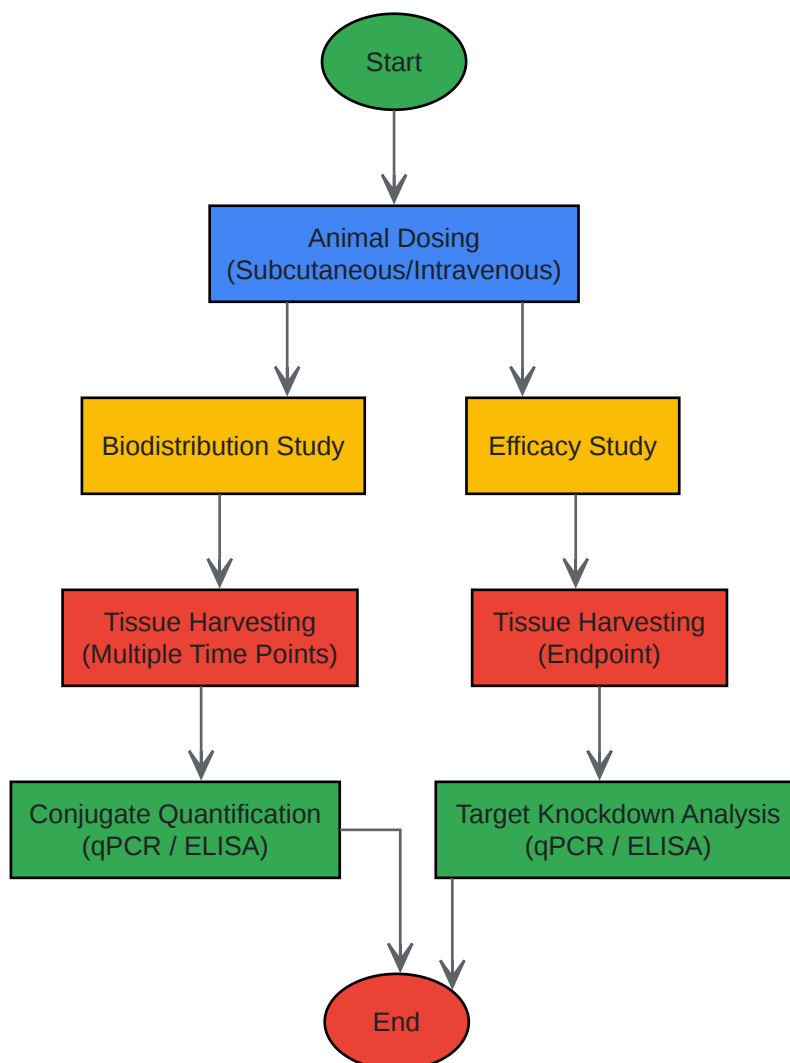 Start
Animal Dosing
(Subcutaneous/Intravenous)
Biodistribution Study
Efficacy Study
Tissue Harvesting
(Multiple Time Points)
Tissue Harvesting
(Endpoint)
Conjugate Quantification
(qPCR / ELISA)
Target Knockdown Analysis
(qPCR / ELISA)
End